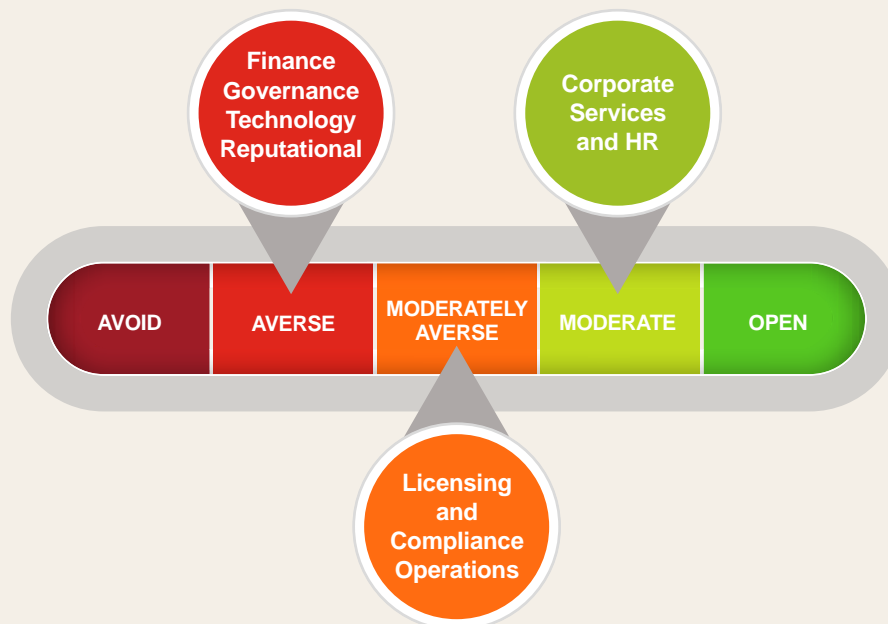 Finance
Governance
Technology
Reputational
Corporate
Services
and HR
AVOID
AVERSE
MODERATELY
AVERSE
MODERATE
OPEN
Licensing
and
Compliance
Operations